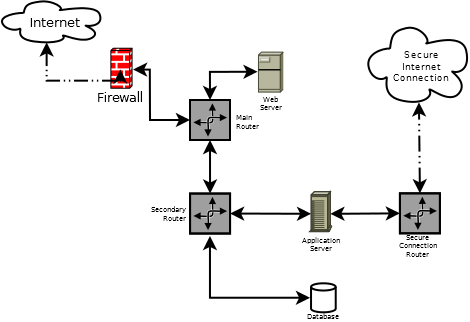 Internet
Secure
Internet
Connection
Firewall
Web
Server
Main
Router
Secondary
Router
Application
Server
Secure
Connection
Router
Database